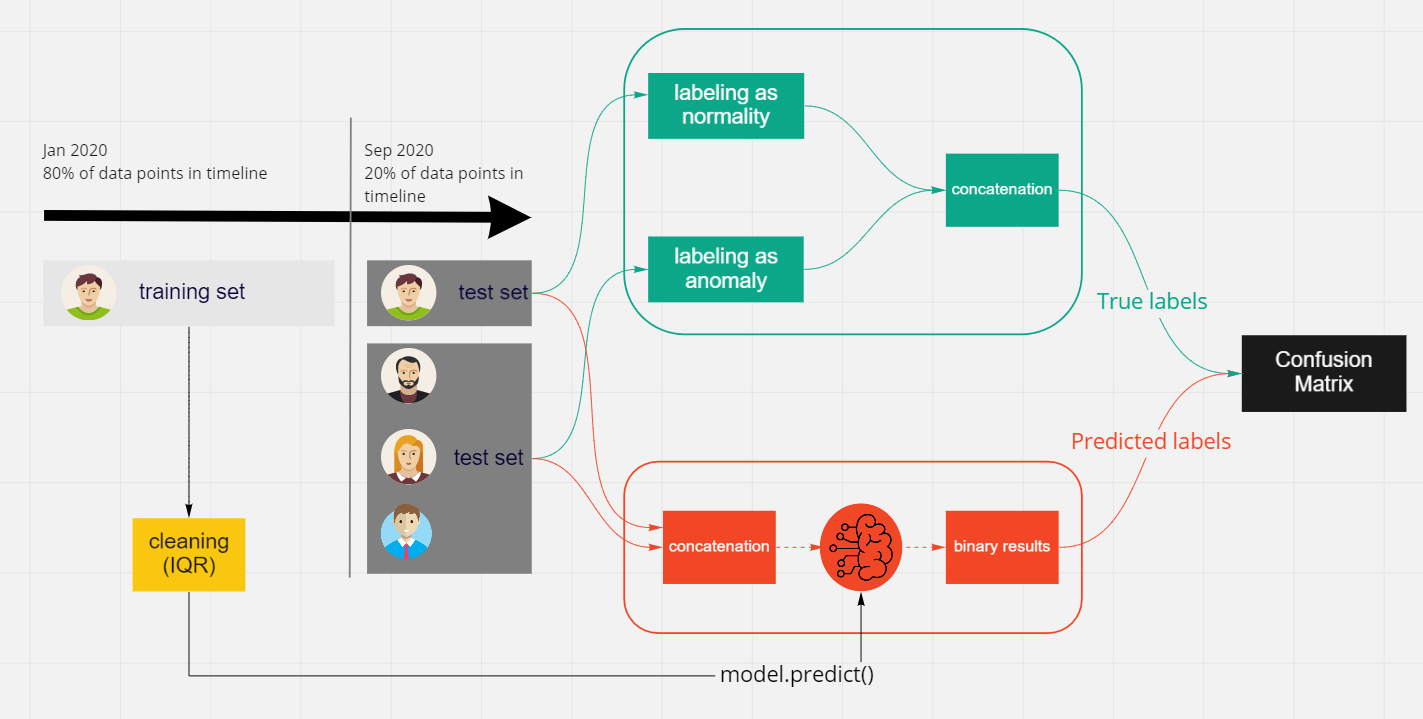 Jan 2020
80% of data points in timeline
Sep 2020
20% of data points in
timeline
training set
test set
test set
cleaning
(IQR)
labeling as
normality
labeling as
anomaly
concatenation
True labels
Confusion
Matrix
Predicted labels
concatenation
binary results
model.predict()